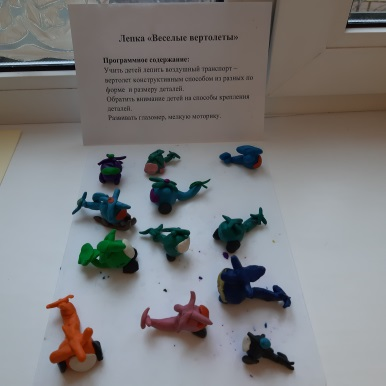 Лепка «Веселые вертолеты»
Программное содержание:
Учить детей лепить воздушный транспорт –
вертолет конструктивным способом из разных по
форме и размеру деталей.
Обратить внимание детей на способы крепления
деталей.
Развивать глазомер, мелкую моторику.